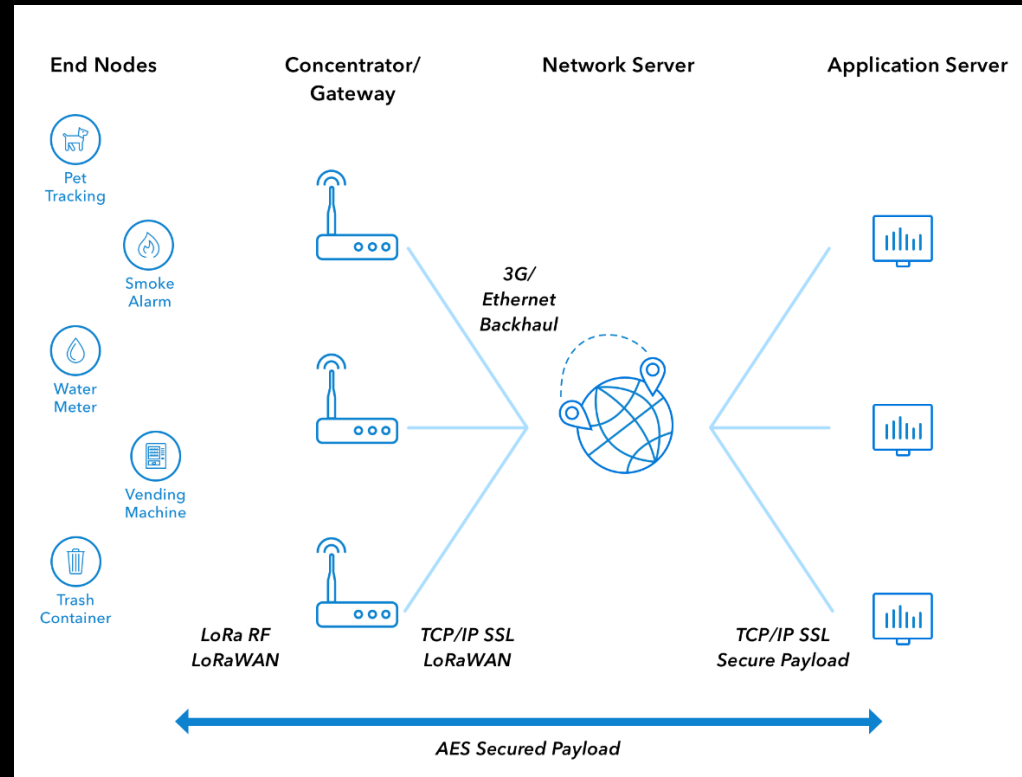 End Nodes
Concentrator/
Gateway
Network Server
Application Server
Pet
Tracking
Smoke
Alarm
Water
Meter
Vending
Machine
Trash
Container
3G/
Ethernet
Backhaul
LoRa RF
LoRaWAN
TCP/IP SSL
LoRaWAN
TCP/IP SSL
Secure Payload
AES Secured Payload